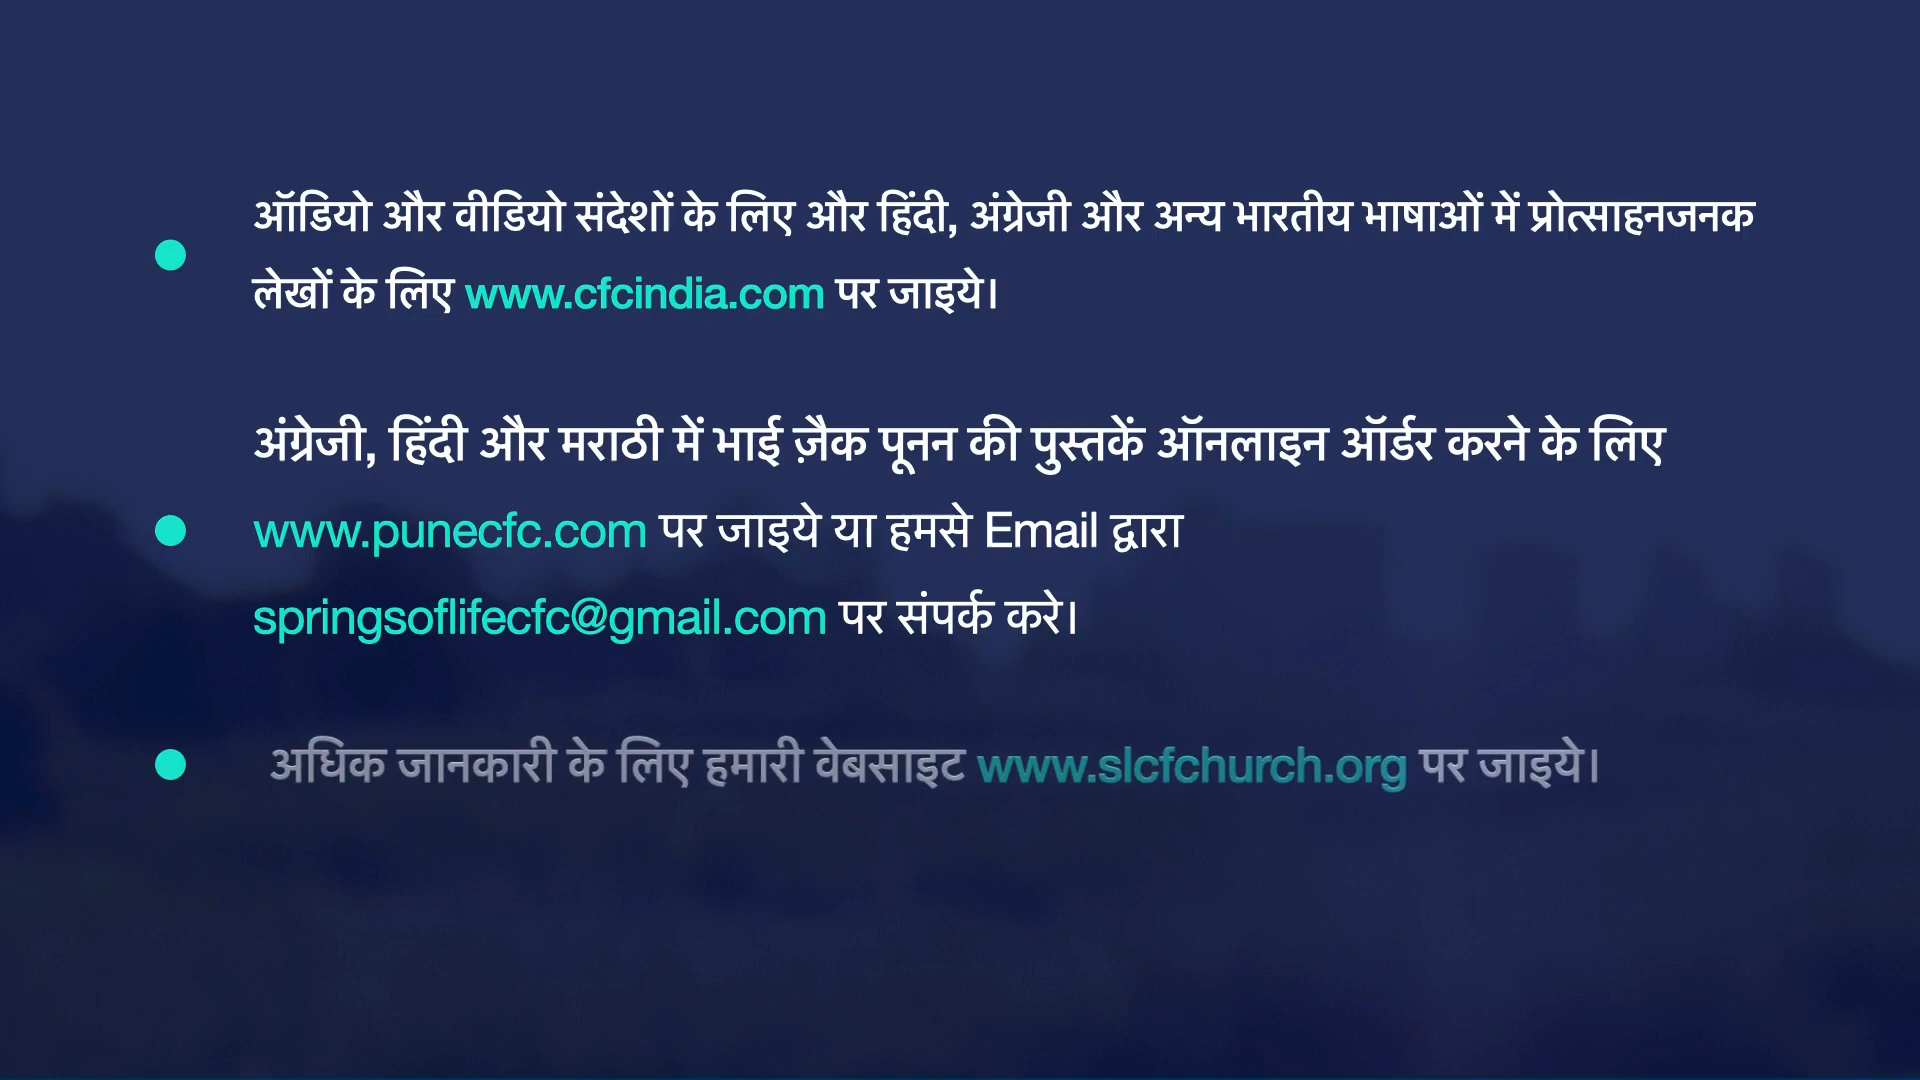 ऑडियो और वीडियो संदेशों के लिए और हिंदी, अंग्रेजी और अन्य भारतीय भाषाओं में प्रोत्साहनजनक
लेखों के लिए www.cfcindia.com पर जाइये।
अंग्रेजी, हिंदी और मराठी में भाई ज़ैक पूनन की पुस्तकें ऑनलाइन ऑर्डर करने के लिए
www.punecfc.com पर जाइये या हमसे Email द्वारा
springsoflifecfc@gmail.com पर संपर्क करे।
अधिक जानकारी के लिए हमारी वेबसाइट www.slcfchurch.org पर जाइये।